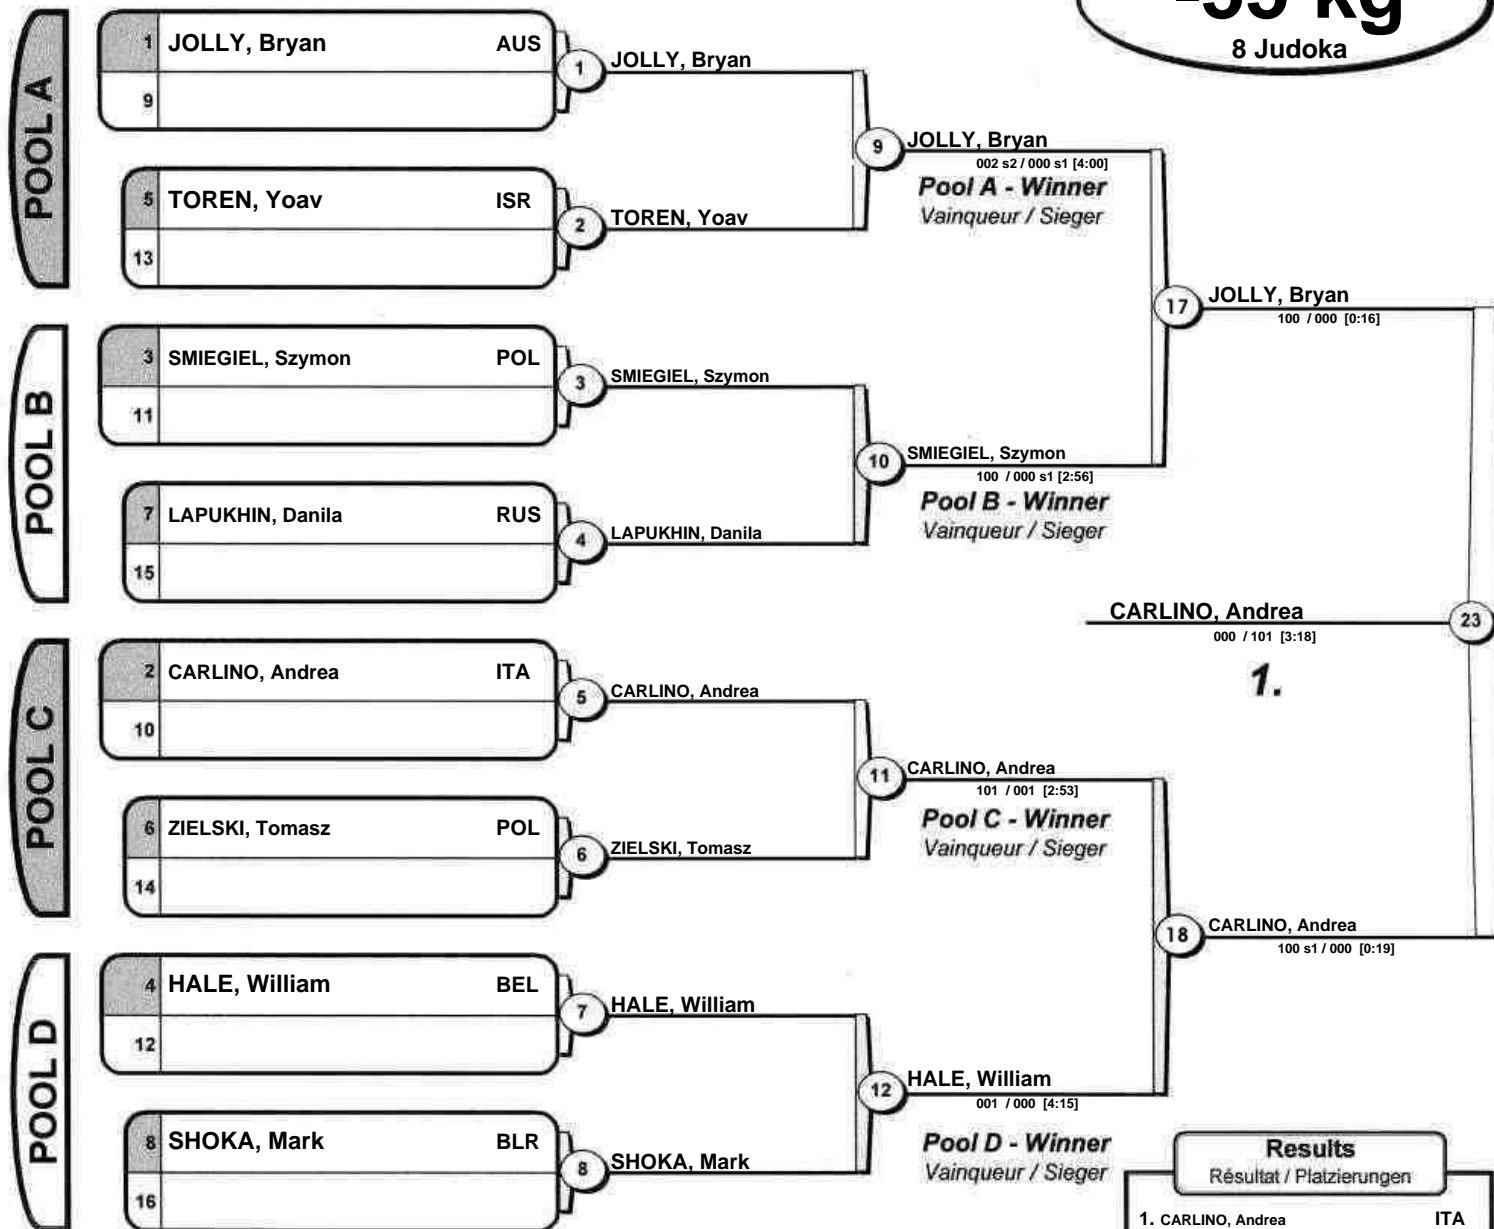 -55 kg
8 Judoka
POOL A
1 JOLLY, Bryan AUS
9
5 TOREN, Yoav ISR
13
1 JOLLY, Bryan
2 TOREN, Yoav
9 JOLLY, Bryan
002 s2 / 000 s1 [4:00]
Pool A - Winner
Vainqueur / Sieger
POOL B
3 SMIEGIEL, Szymon POL
11
7 LAPUKHIN, Danila RUS
15
3 SMIEGIEL, Szymon
4 LAPUKHIN, Danila
10 SMIEGIEL, Szymon
100 / 000 s1 [2:56]
Pool B - Winner
Vainqueur / Sieger
17 JOLLY, Bryan
100 / 000 [0:16]
CARLINO, Andrea 23
000 / 101 [3:18]
1.
POOL C
2 CARLINO, Andrea ITA
10
6 ZIELSKI, Tomasz POL
14
5 CARLINO, Andrea
6 ZIELSKI, Tomasz
11 CARLINO, Andrea
101 / 001 [2:53]
Pool C - Winner
Vainqueur / Sieger
18 CARLINO, Andrea
100 s1 / 000 [0:19]
POOL D
4 HALE, William BEL
12
8 SHOKA, Mark BLR
16
7 HALE, William
8 SHOKA, Mark
12 HALE, William
001 / 000 [4:15]
Pool D - Winner
Vainqueur / Sieger
Results
Résultat / Platzierungen
1. CARLINO, Andrea ITA